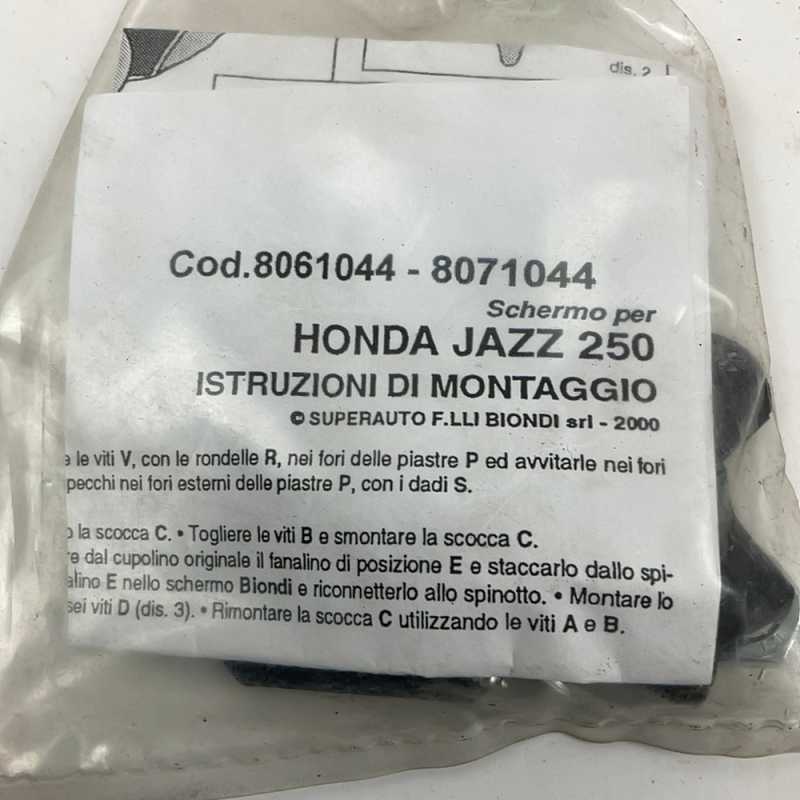 dis. 2
Cod.8061044 - 8071044
Schermo per
HONDA JAZZ 250
ISTRUZIONI DI MONTAGGIO
© SUPERAUTO F.LLI BIONDI srl - 2000
le viti V, con le rondelle R, nei fori delle piastre P ed avvitarle nei fori
pecchi nei fori esterni delle piastre P, con i dadi S.
o la scocca C. • Togliere le viti B e smontare la scocca C.
re dal cupolino originale il fanalino di posizione E e staccarlo dallo spi-
alino E nello schermo Biondi e riconnetterlo allo spinotto. • Montare lo
sei viti D (dis. 3). • Rimontare la scocca C utilizzando le viti A e B.